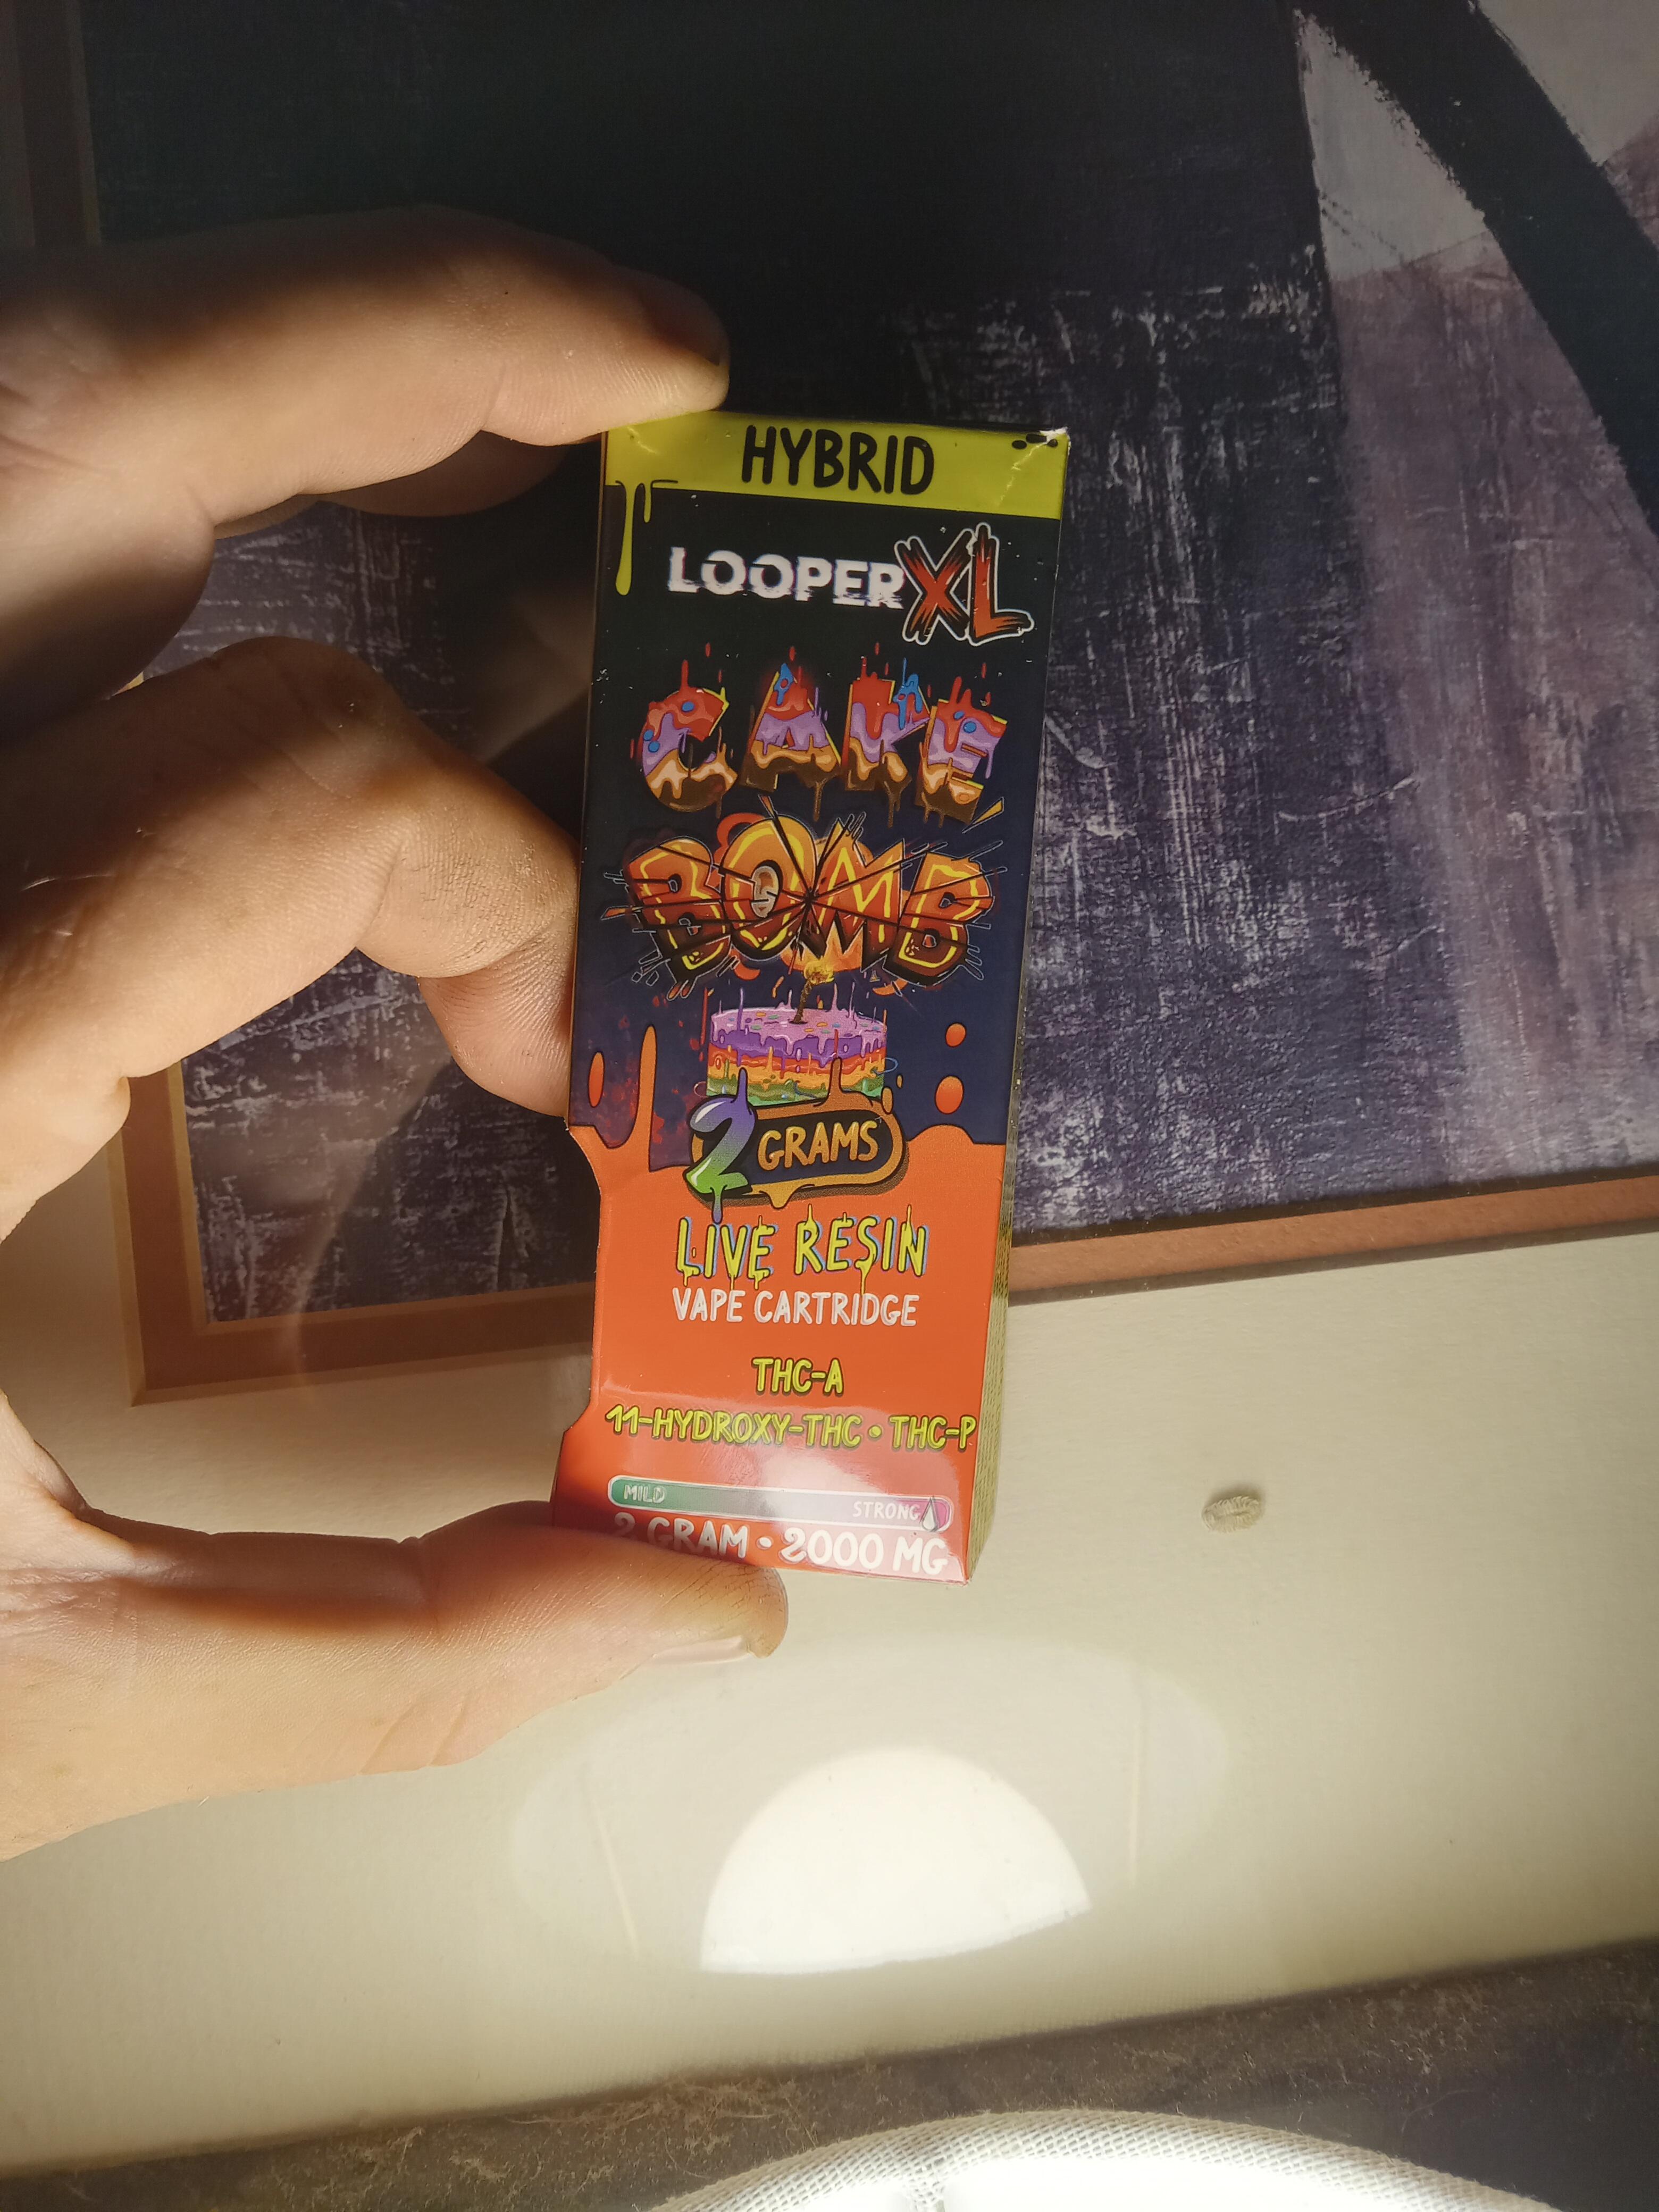 HYBRID
LOOPER XL
CAKE
BOMB
2 GRAMS
LIVE RESIN
VAPE CARTRIDGE
THC-A
11-HYDROXY-THC • THC-P
MILD STRONG
2 GRAM • 2000 MG